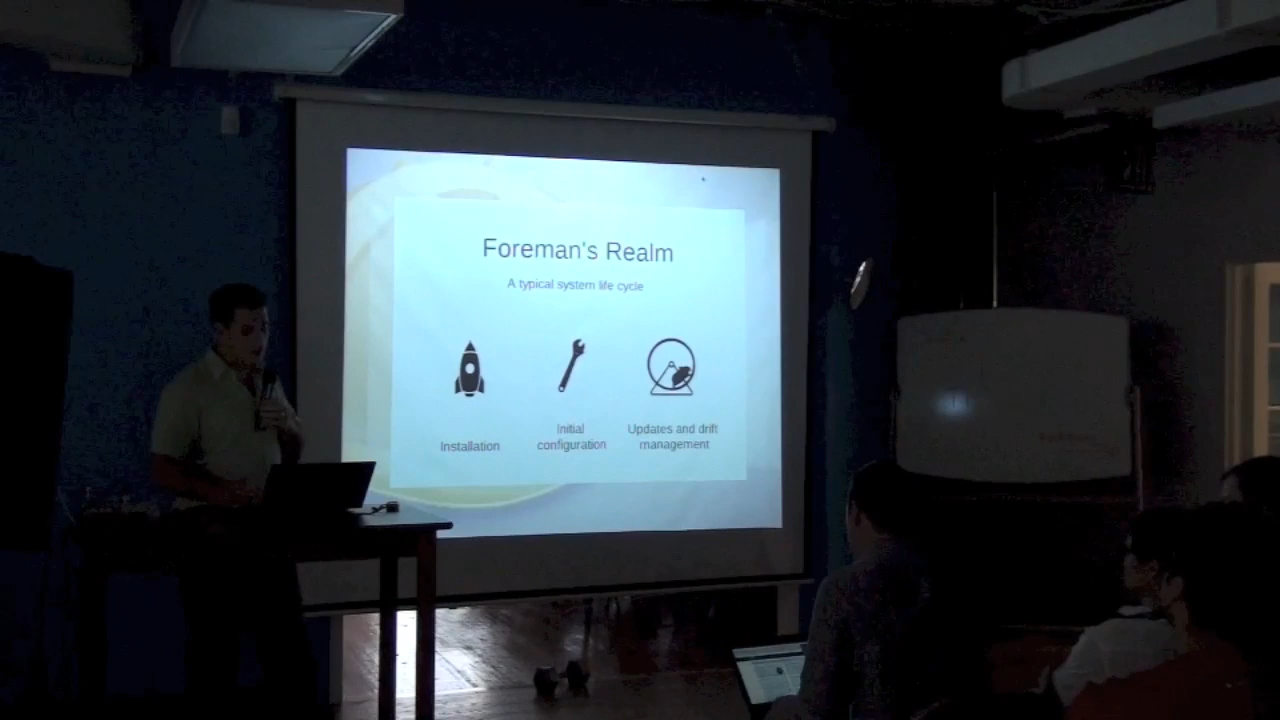 Foreman's Realm
A typical system life cycle
Installation
Initial
configuration
Updates and drift
management